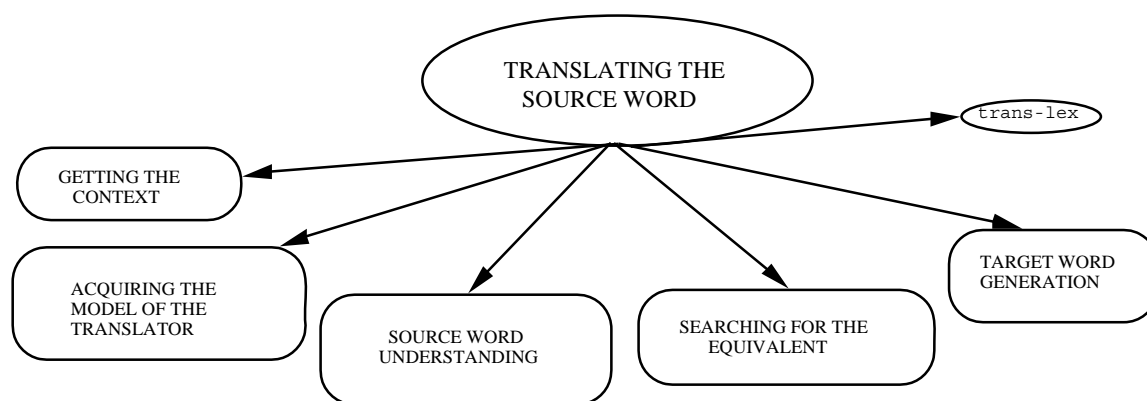 TRANSLATING THE
SOURCE WORD
trans-lex
GETTING THE
CONTEXT
ACQUIRING THE
MODEL OF THE
TRANSLATOR
SOURCE WORD
UNDERSTANDING
SEARCHING FOR THE
EQUIVALENT
TARGET WORD
GENERATION